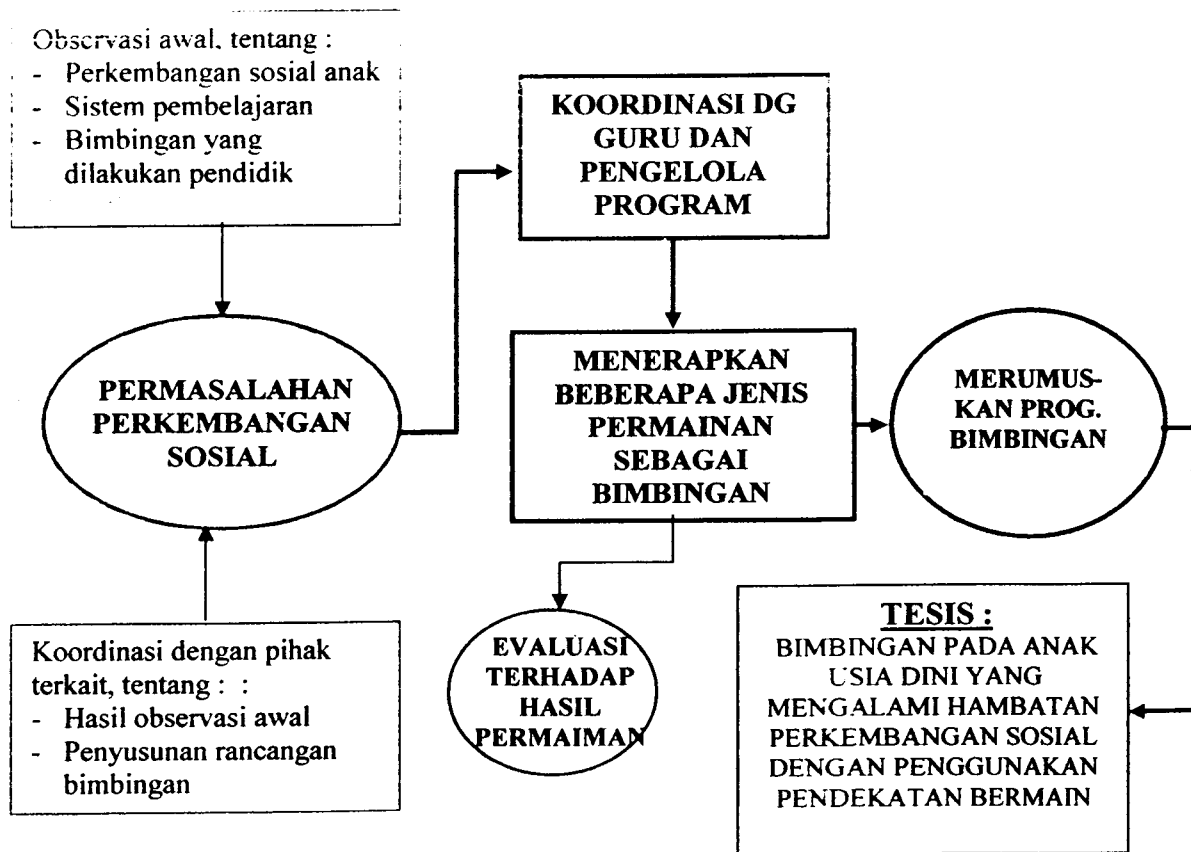 Observasi awal, tentang :
- Perkembangan sosial anak
- Sistem pembelajaran
- Bimbingan yang
dilakukan pendidik
KOORDINASI DG
GURU DAN
PENGELOLA
PROGRAM
PERMASALAHAN
PERKEMBANGAN
SOSIAL
MENERAPKAN
BEBERAPA JENIS
PERMAINAN
SEBAGAI
BIMBINGAN
MERUMUS-
KAN PROG.
BIMBINGAN
Koordinasi dengan pihak
terkait, tentang : :
- Hasil observasi awal
- Penyusunan rancangan
bimbingan
EVALUASI
TERHADAP
HASIL
PERMAIMAN
TESIS :
BIMBINGAN PADA ANAK
USIA DINI YANG
MENGALAMI HAMBATAN
PERKEMBANGAN SOSIAL
DENGAN PENGGUNAKAN
PENDEKATAN BERMAIN